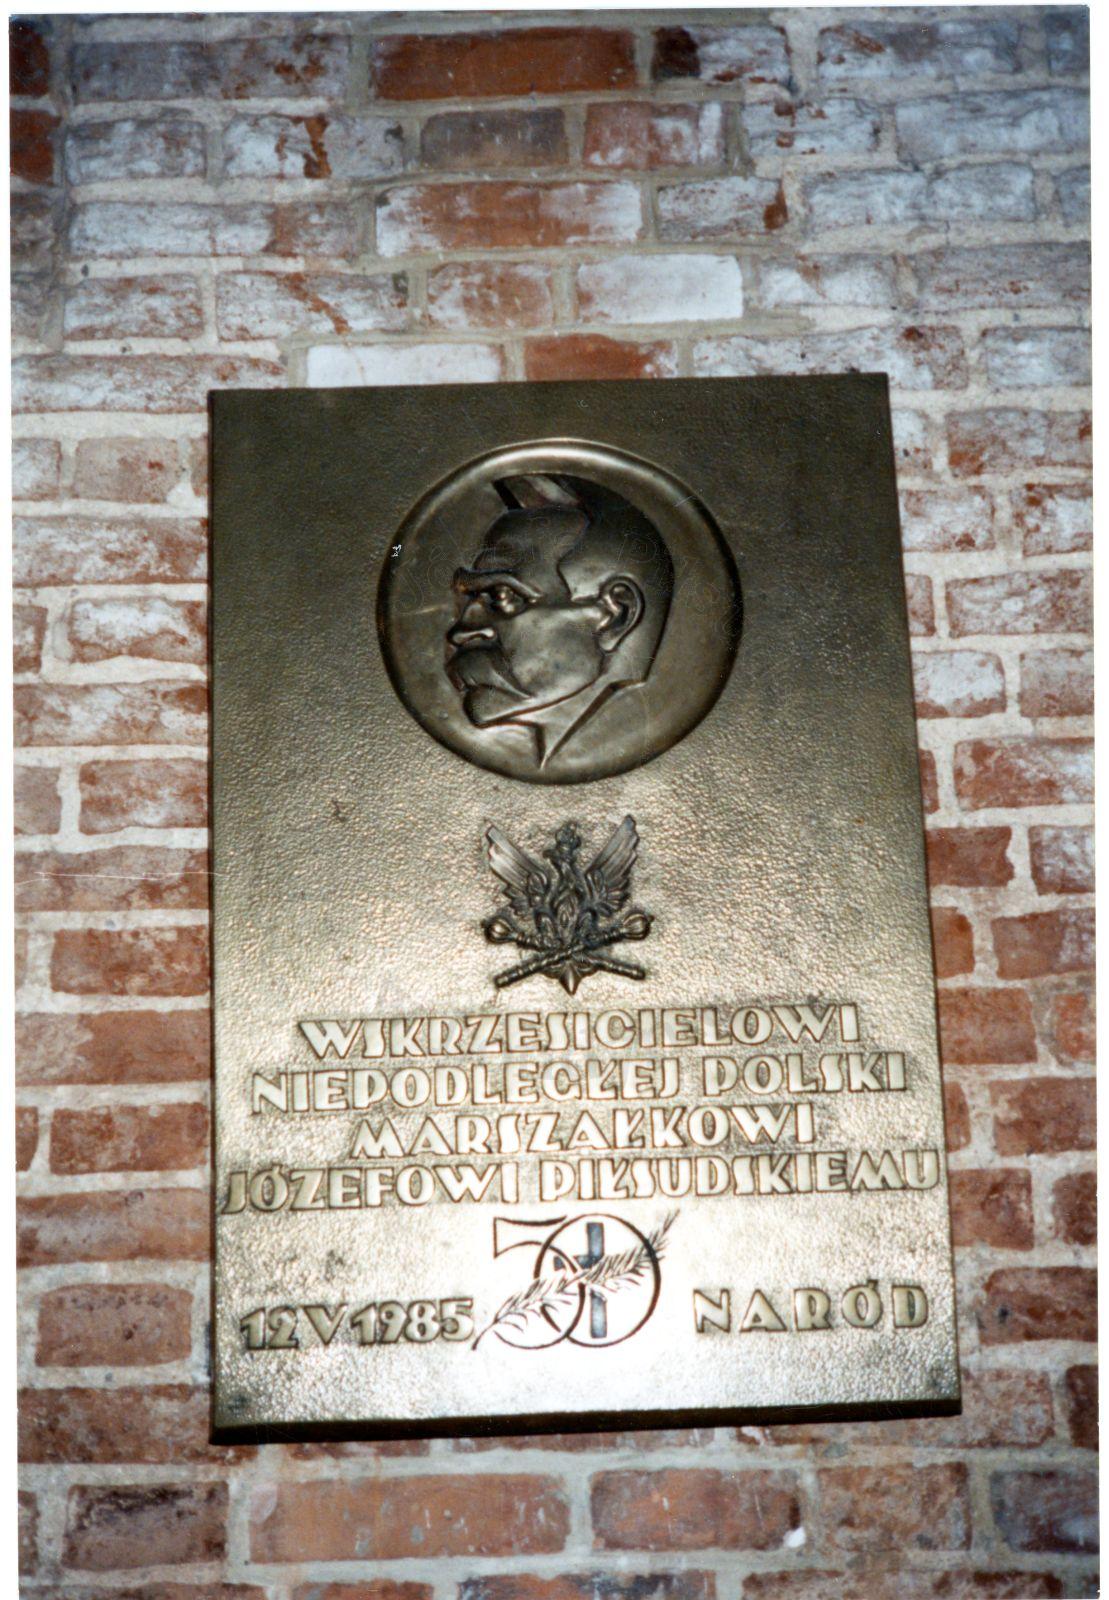 WSKRZESICIELOWI
NIEPODLEGŁEJ POLSKI
MARSZAŁKOWI
JÓZEFOWI PIŁSUDSKIEMU
50
12 V 1985 NARÓD